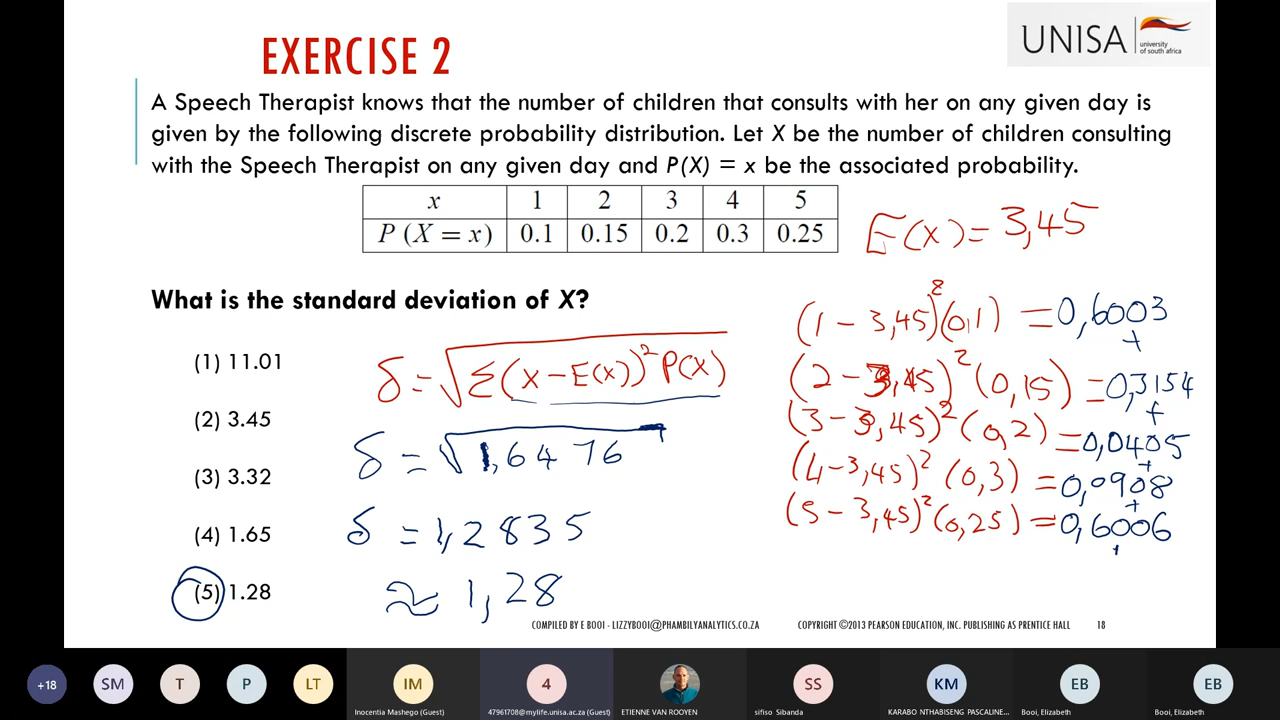 EXERCISE 2
UNISA
university
of south africa
A Speech Therapist knows that the number of children that consults with her on any given day is
given by the following discrete probability distribution. Let X be the number of children consulting
with the Speech Therapist on any given day and P(X) = x be the associated probability.
x 1 2 3 4 5
P (X = x) 0.1 0.15 0.2 0.3 0.25
E(x) = 3,45
What is the standard deviation of X?
(1) 11.01
(2) 3.45
(3) 3.32
(4) 1.65
(5) 1.28
δ = √Σ(x − E(x))² P(x)
δ = √1,6476
δ = 1,2835
≈ 1,28
(1 − 3,45)²(0,1) = 0,6003
+
(2 − 3,45)² (0,15) = 0,3154
+
(3 − 3,45)² (0,2) = 0,0405
+
(4 − 3,45)² (0,3) = 0,0908
+
(5 − 3,45)² (0,25) = 0,6006
+
COMPILED BY E BOOI - LIZZYBOOI@PHAMBILYANALYTICS.CO.ZA
COPYRIGHT ©2013 PEARSON EDUCATION, INC. PUBLISHING AS PRENTICE HALL
18
+18
SM
T
P
LT
IM
4
SS
KM
EB
EB
Inocentia Mashego (Guest)
47961708@mylife.unisa.ac.za (Guest)
ETIENNE VAN ROOYEN
sifiso Sibanda
KARABO NTHABISENG PASCALINE...
Booi, Elizabeth
Booi, Elizabeth